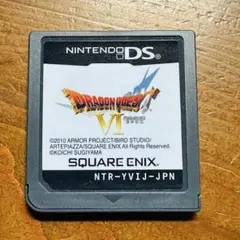 NINTENDO DS
DRAGON QUEST
VI
©2010 ARMOR PROJECT/BIRD STUDIO/
ARTEPIAZZA/SQUARE ENIX All Rights Reserved.
©KOICHI SUGIYAMA
SQUARE ENIX
NTR-YVIJ-JPN